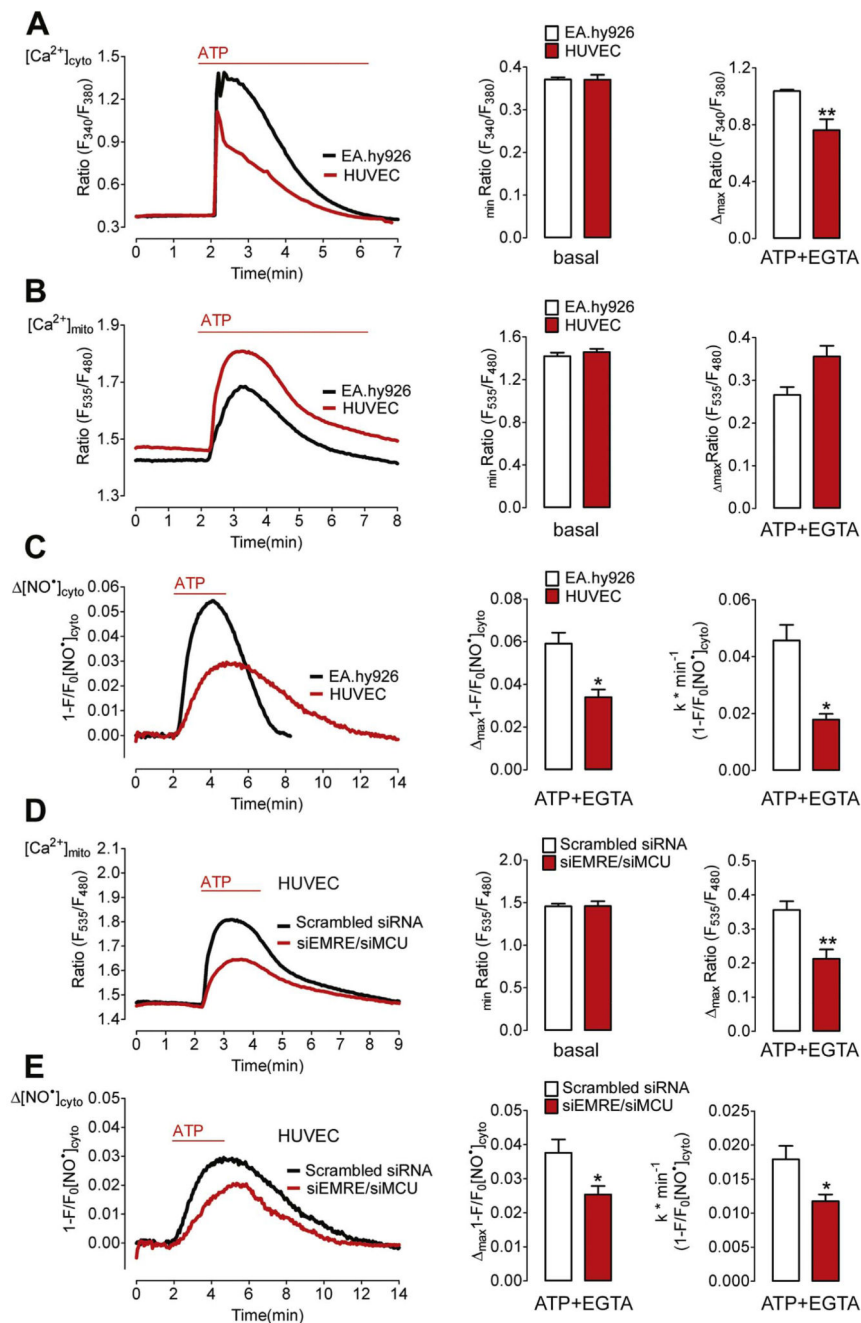 A
[Ca²⁺]cyto
ATP
Ratio (F340/F380)
1.5
1.2
0.9
0.6
0.3
EA.hy926
HUVEC
0 1 2 3 4 5 6 7
Time(min)
EA.hy926
HUVEC
min Ratio (F340/F380)
0.4
0.3
0.2
0.1
0.0
basal
Δmax Ratio (F340/F380)
1.2
0.8
0.4
0.0
**
ATP+EGTA
B
[Ca²⁺]mito
ATP
Ratio (F535/F480)
1.9
1.7
1.5
1.3
EA.hy926
HUVEC
0 1 2 3 4 5 6 7 8
Time(min)
EA.hy926
HUVEC
min Ratio (F535/F480)
1.6
1.2
0.8
0.4
0.0
basal
Δmax Ratio (F535/F480)
0.4
0.3
0.2
0.1
0.0
ATP+EGTA
C
Δ[NO•]cyto
ATP
1-F/F0[NO•]cyto
0.06
0.05
0.04
0.03
0.02
0.01
0.00
EA.hy926
HUVEC
0 2 4 6 8 10 12 14
Time(min)
EA.hy926
HUVEC
Δmax1-F/F0[NO•]cyto
0.08
0.06
0.04
0.02
0.00
*
ATP+EGTA
k * min⁻¹
(1-F/F0[NO•]cyto)
0.06
0.04
0.02
0.00
*
ATP+EGTA
D
[Ca²⁺]mito
ATP
HUVEC
Ratio (F535/F480)
2.1
2.0
1.9
1.8
1.7
1.6
1.5
1.4
Scrambled siRNA
siEMRE/siMCU
0 1 3 4 6 7 9
Time(min)
Scrambled siRNA
siEMRE/siMCU
min Ratio (F535/F480)
2.0
1.5
1.0
0.5
0.0
basal
Δmax Ratio (F535/F480)
0.5
0.4
0.3
0.2
0.1
0.0
**
ATP+EGTA
E
Δ[NO•]cyto
ATP
HUVEC
1-F/F0[NO•]cyto
0.05
0.04
0.03
0.02
0.01
0.00
Scrambled siRNA
siEMRE/siMCU
0 2 4 6 8 10 12 14
Time(min)
Scrambled siRNA
siEMRE/siMCU
Δmax1-F/F0[NO•]cyto
0.05
0.04
0.03
0.02
0.01
0.00
*
ATP+EGTA
k * min⁻¹
(1-F/F0[NO•]cyto)
0.025
0.020
0.015
0.010
0.005
0.000
*
ATP+EGTA